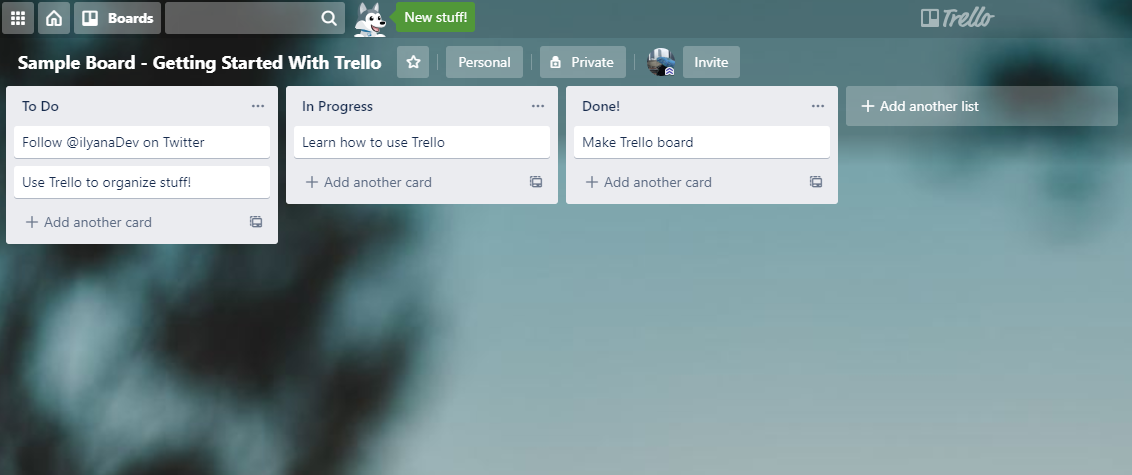 Boards
New stuff!
Trello
Sample Board - Getting Started With Trello
Personal
Private
Invite
To Do
Follow @ilyanaDev on Twitter
Use Trello to organize stuff!
+ Add another card
In Progress
Learn how to use Trello
+ Add another card
Done!
Make Trello board
+ Add another card
+ Add another list